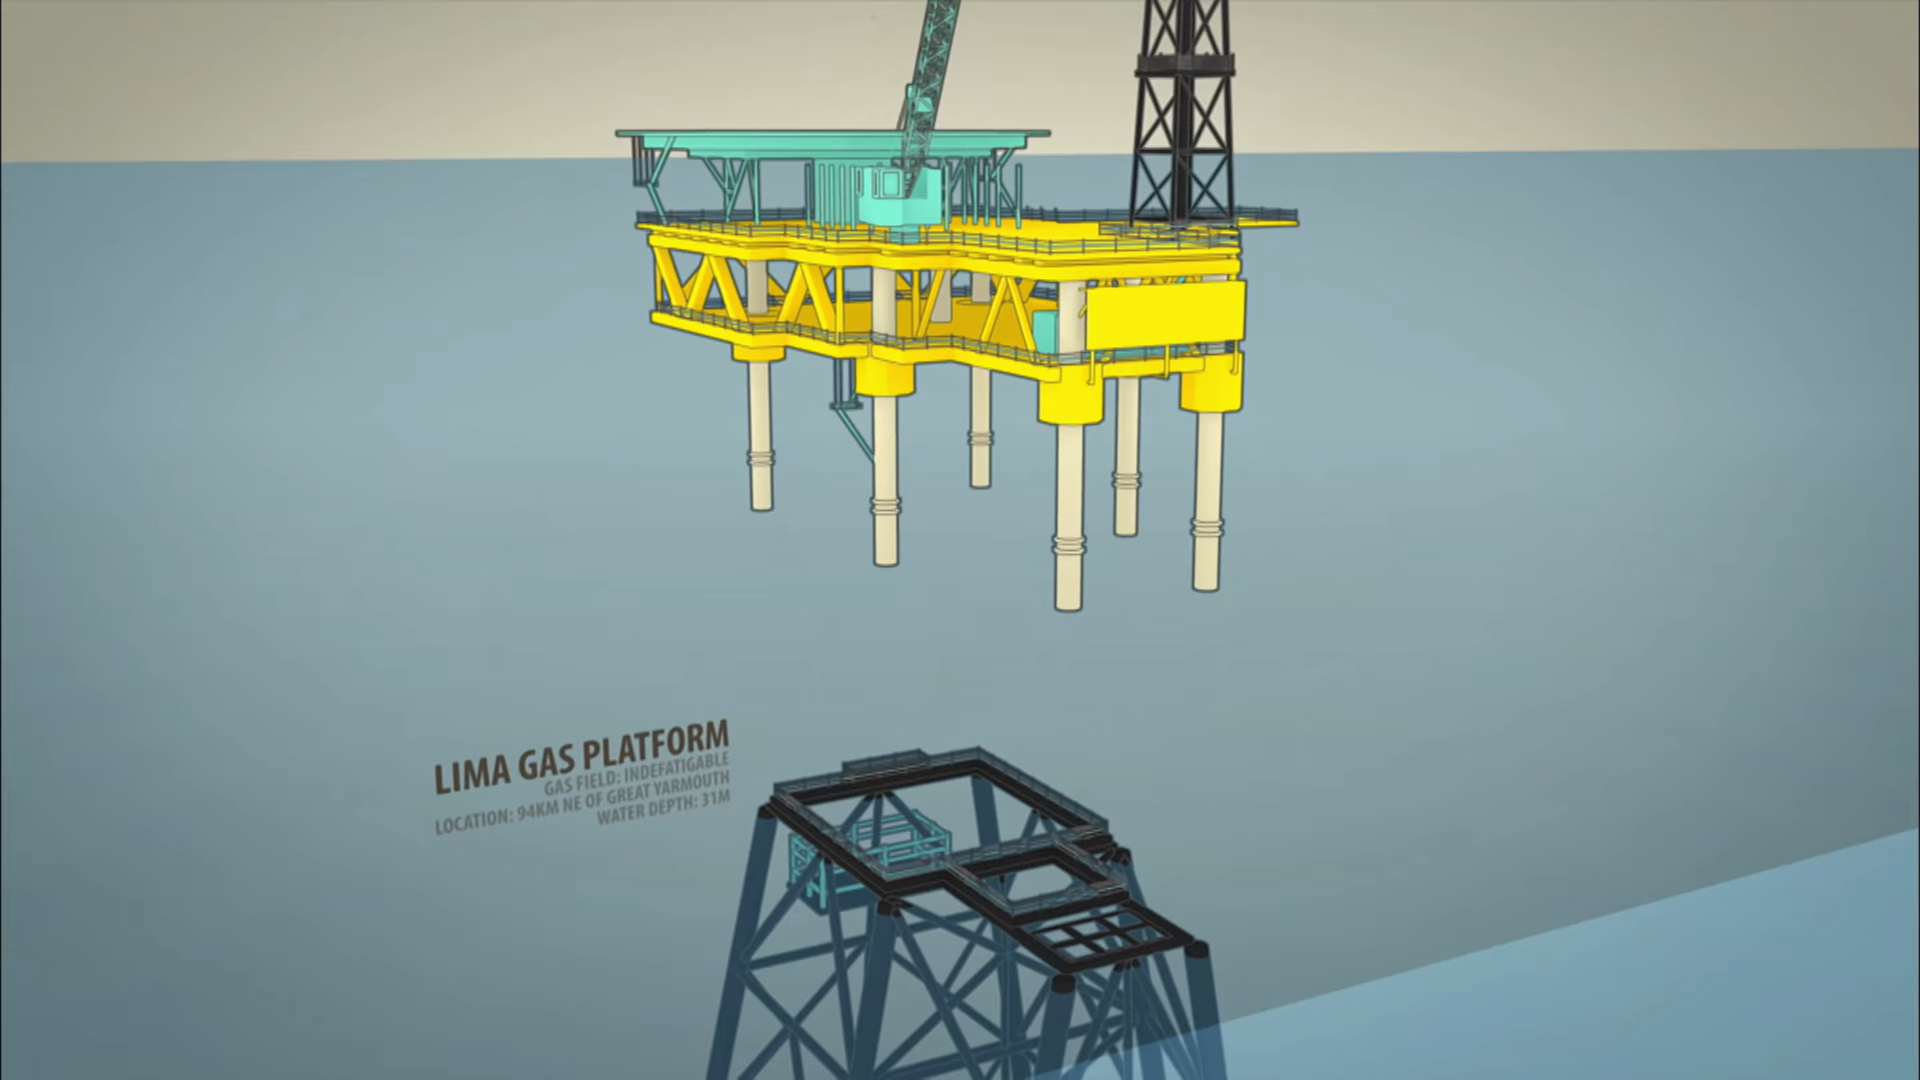 LIMA GAS PLATFORM
GAS FIELD: INDEFATIGABLE
LOCATION: 94KM NE OF GREAT YARMOUTH
WATER DEPTH: 31M